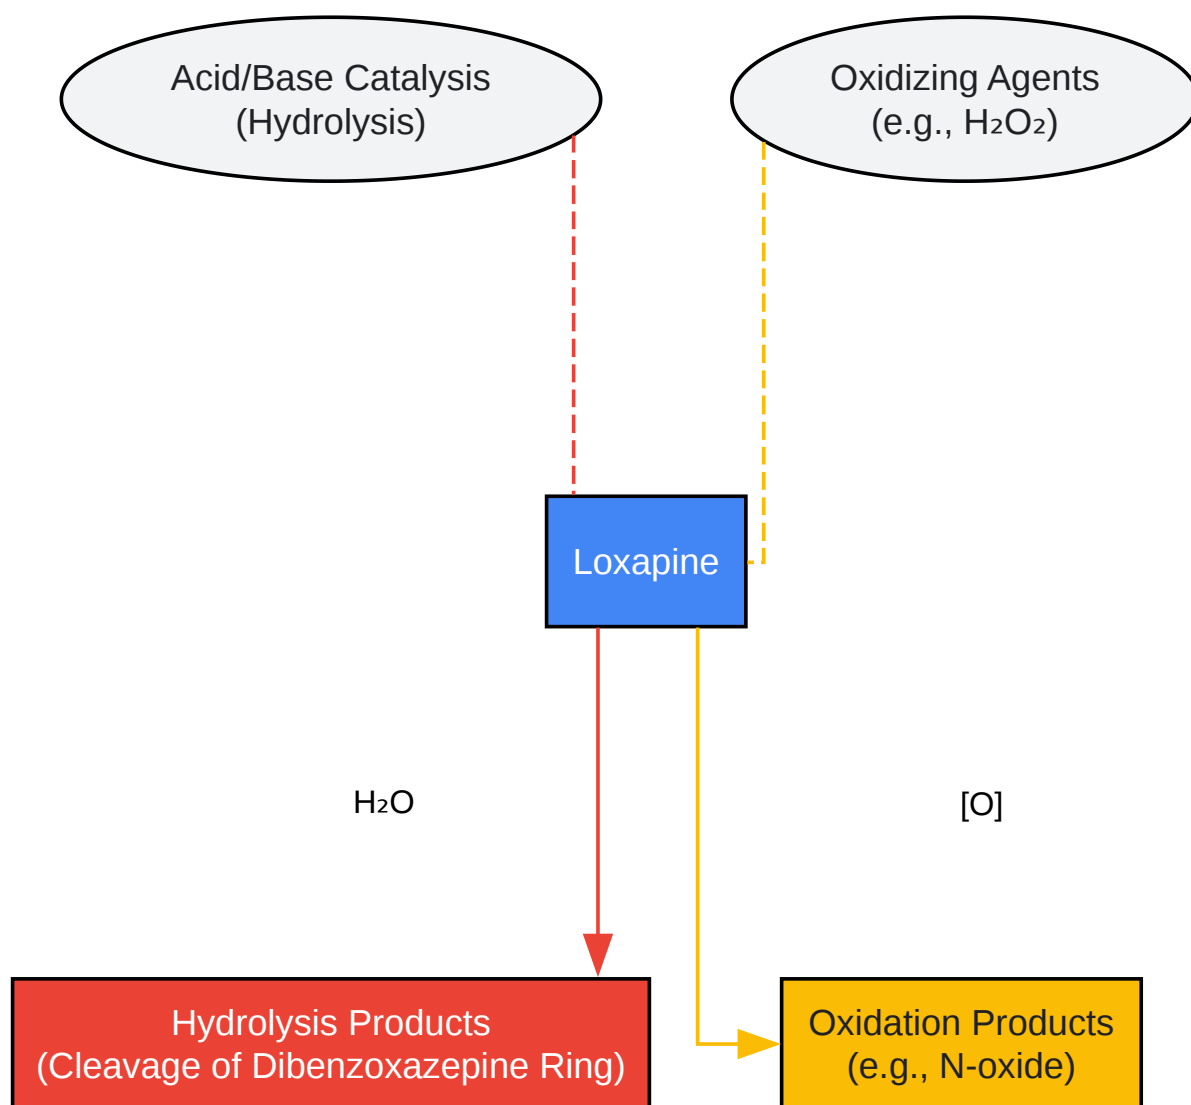 Acid/Base Catalysis
(Hydrolysis)
Oxidizing Agents
(e.g., H₂O₂)
Loxapine
H₂O
[O]
Hydrolysis Products
(Cleavage of Dibenzoxazepine Ring)
Oxidation Products
(e.g., N-oxide)